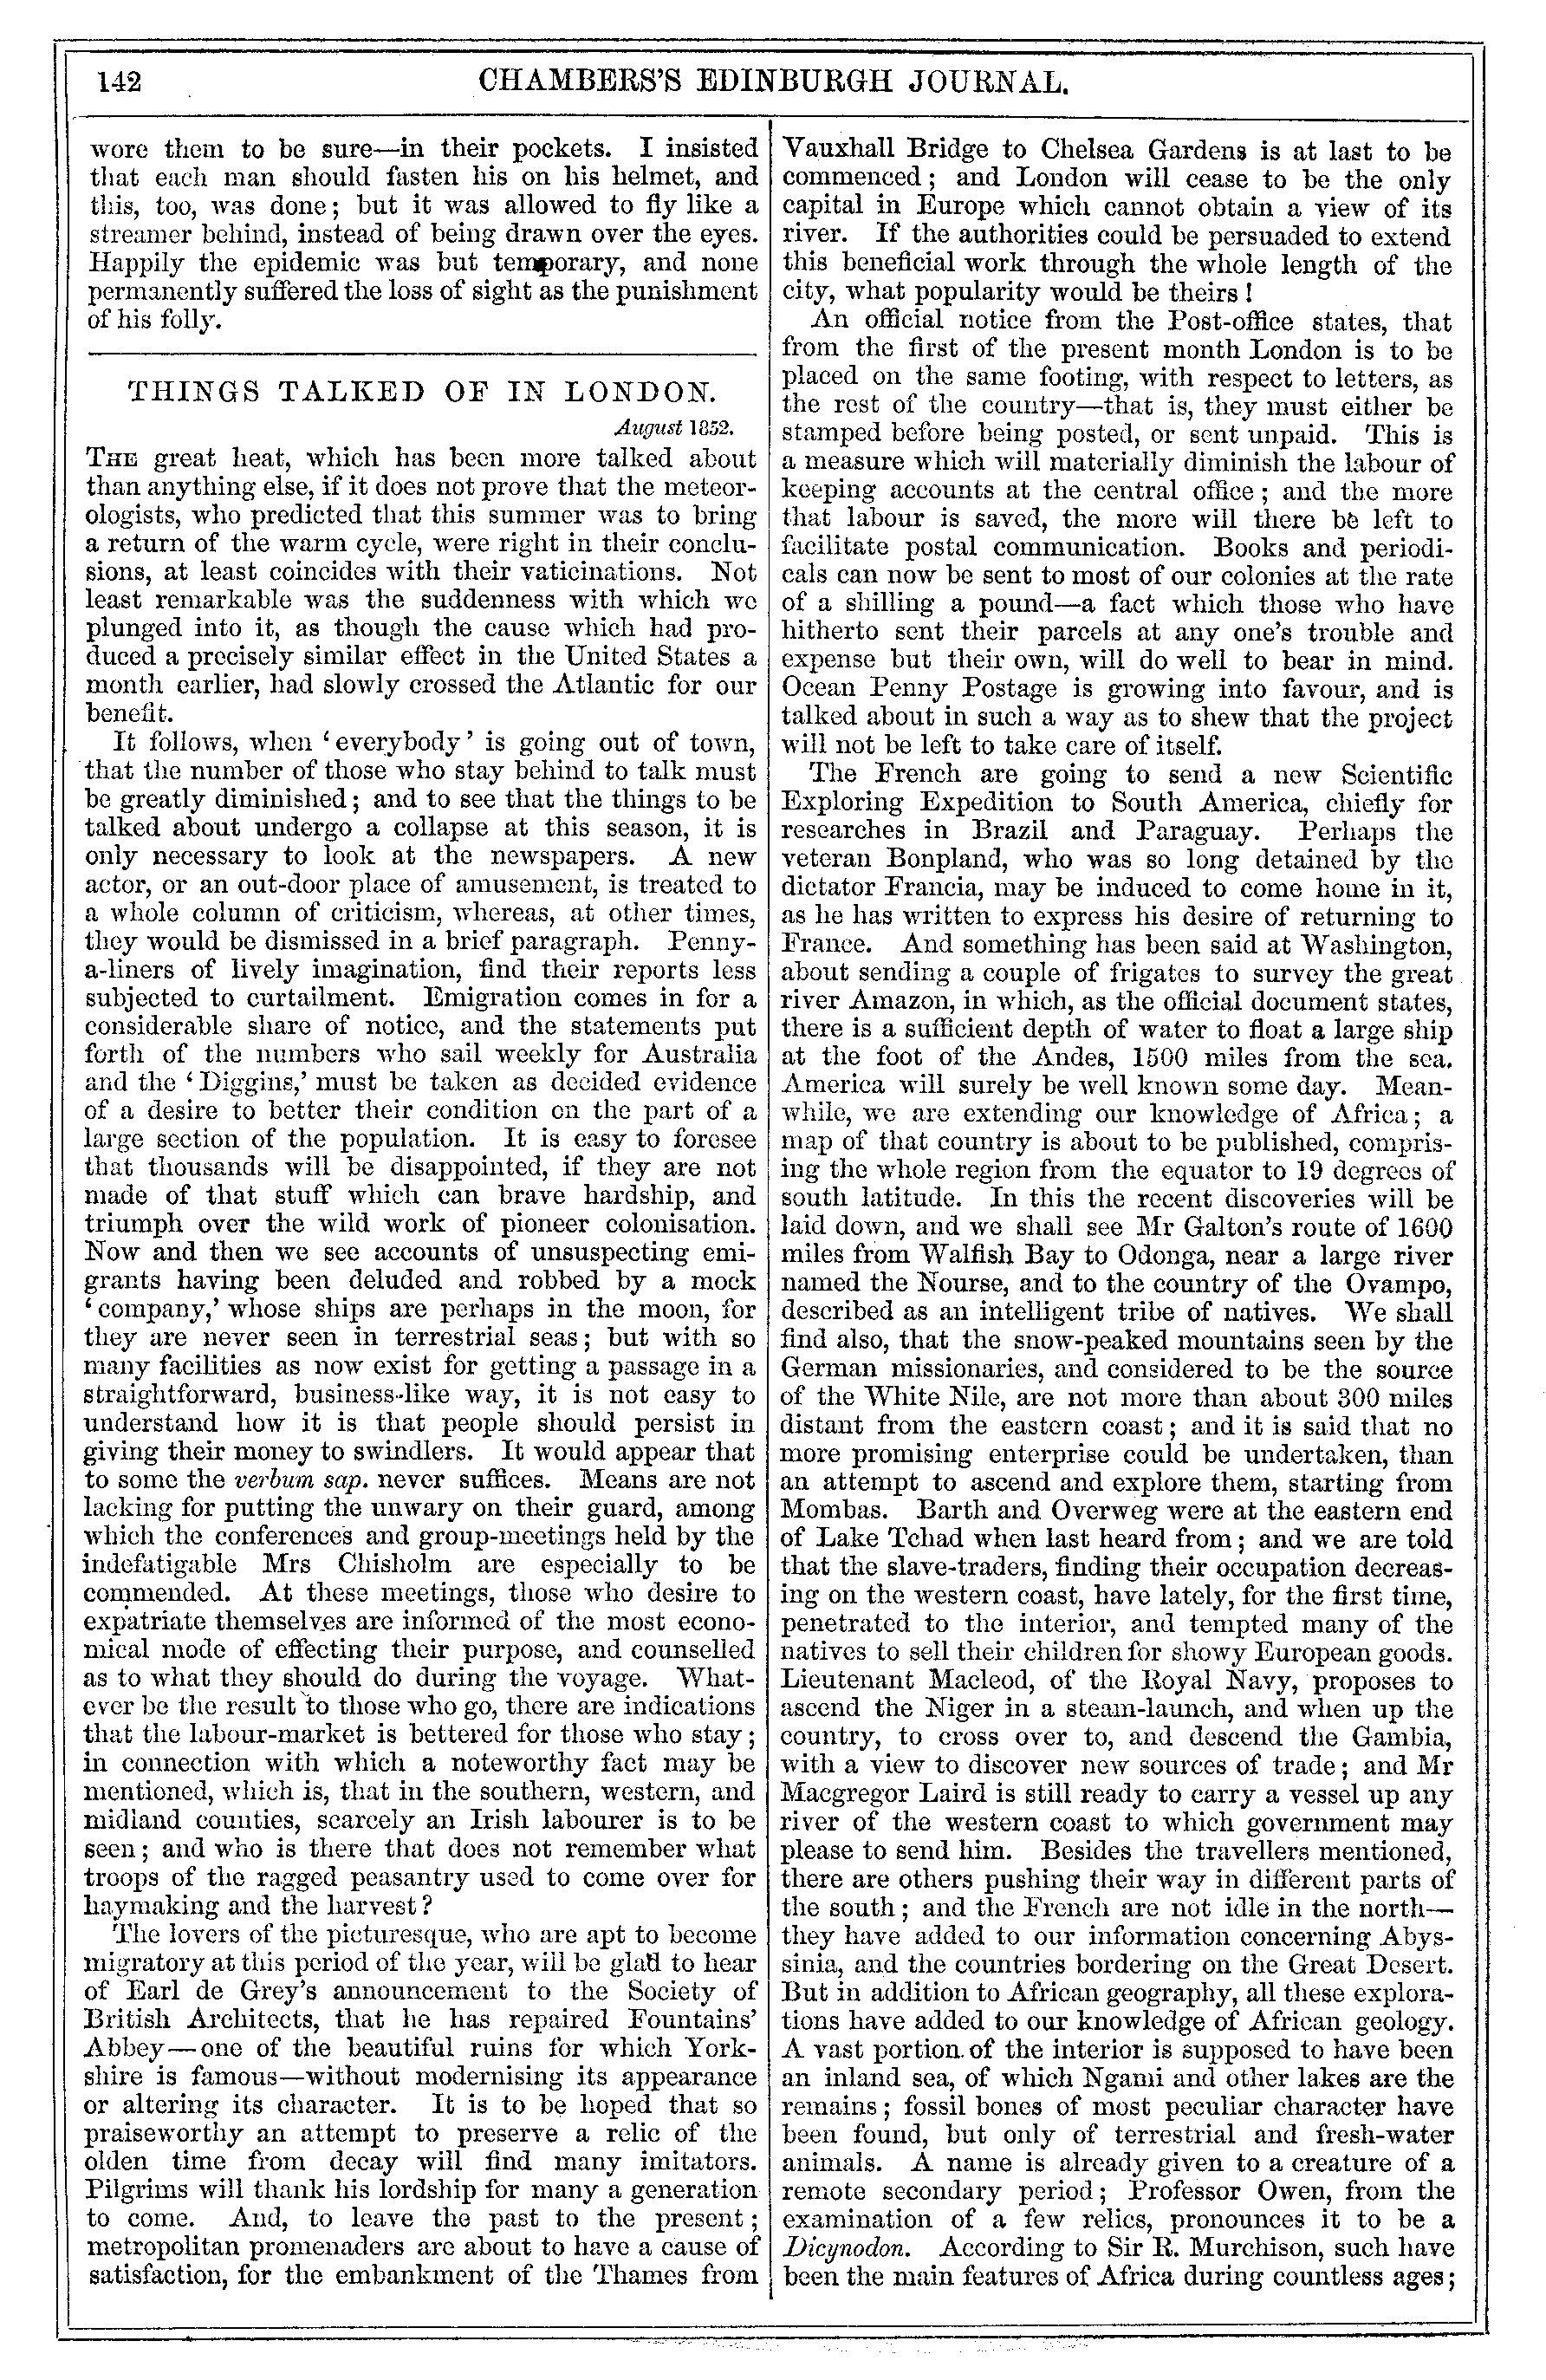 142
CHAMBERS'S EDINBURGH JOURNAL.
wore them to be sure—in their pockets. I insisted
that each man should fasten his on his helmet, and
this, too, was done; but it was allowed to fly like a
streamer behind, instead of being drawn over the eyes.
Happily the epidemic was but temporary, and none
permanently suffered the loss of sight as the punishment
of his folly.
THINGS TALKED OF IN LONDON.
August 1852.
THE great heat, which has been more talked about
than anything else, if it does not prove that the meteor-
ologists, who predicted that this summer was to bring
a return of the warm cycle, were right in their conclu-
sions, at least coincides with their vaticinations. Not
least remarkable was the suddenness with which we
plunged into it, as though the cause which had pro-
duced a precisely similar effect in the United States a
month earlier, had slowly crossed the Atlantic for our
benefit.
It follows, when ‘everybody’ is going out of town,
that the number of those who stay behind to talk must
be greatly diminished; and to see that the things to be
talked about undergo a collapse at this season, it is
only necessary to look at the newspapers. A new
actor, or an out-door place of amusement, is treated to
a whole column of criticism, whereas, at other times,
they would be dismissed in a brief paragraph. Penny-
a-liners of lively imagination, find their reports less
subjected to curtailment. Emigration comes in for a
considerable share of notice, and the statements put
forth of the numbers who sail weekly for Australia
and the ‘Diggins,’ must be taken as decided evidence
of a desire to better their condition on the part of a
large section of the population. It is easy to foresee
that thousands will be disappointed, if they are not
made of that stuff which can brave hardship, and
triumph over the wild work of pioneer colonisation.
Now and then we see accounts of unsuspecting emi-
grants having been deluded and robbed by a mock
‘company,’ whose ships are perhaps in the moon, for
they are never seen in terrestrial seas; but with so
many facilities as now exist for getting a passage in a
straightforward, business-like way, it is not easy to
understand how it is that people should persist in
giving their money to swindlers. It would appear that
to some the verbum sap. never suffices. Means are not
lacking for putting the unwary on their guard, among
which the conferences and group-meetings held by the
indefatigable Mrs Chisholm are especially to be
commended. At these meetings, those who desire to
expatriate themselves are informed of the most econo-
mical mode of effecting their purpose, and counselled
as to what they should do during the voyage. What-
ever be the result to those who go, there are indications
that the labour-market is bettered for those who stay;
in connection with which a noteworthy fact may be
mentioned, which is, that in the southern, western, and
midland counties, scarcely an Irish labourer is to be
seen; and who is there that does not remember what
troops of the ragged peasantry used to come over for
haymaking and the harvest?
The lovers of the picturesque, who are apt to become
migratory at this period of the year, will be glad to hear
of Earl de Grey's announcement to the Society of
British Architects, that he has repaired Fountains'
Abbey—one of the beautiful ruins for which York-
shire is famous—without modernising its appearance
or altering its character. It is to be hoped that so
praiseworthy an attempt to preserve a relic of the
olden time from decay will find many imitators.
Pilgrims will thank his lordship for many a generation
to come. And, to leave the past to the present;
metropolitan promenaders are about to have a cause of
satisfaction, for the embankment of the Thames from
Vauxhall Bridge to Chelsea Gardens is at last to be
commenced; and London will cease to be the only
capital in Europe which cannot obtain a view of its
river. If the authorities could be persuaded to extend
this beneficial work through the whole length of the
city, what popularity would be theirs!
An official notice from the Post-office states, that
from the first of the present month London is to be
placed on the same footing, with respect to letters, as
the rest of the country—that is, they must either be
stamped before being posted, or sent unpaid. This is
a measure which will materially diminish the labour of
keeping accounts at the central office; and the more
that labour is saved, the more will there be left to
facilitate postal communication. Books and periodi-
cals can now be sent to most of our colonies at the rate
of a shilling a pound—a fact which those who have
hitherto sent their parcels at any one's trouble and
expense but their own, will do well to bear in mind.
Ocean Penny Postage is growing into favour, and is
talked about in such a way as to shew that the project
will not be left to take care of itself.
The French are going to send a new Scientific
Exploring Expedition to South America, chiefly for
researches in Brazil and Paraguay. Perhaps the
veteran Bonpland, who was so long detained by the
dictator Francia, may be induced to come home in it,
as he has written to express his desire of returning to
France. And something has been said at Washington,
about sending a couple of frigates to survey the great
river Amazon, in which, as the official document states,
there is a sufficient depth of water to float a large ship
at the foot of the Andes, 1500 miles from the sea.
America will surely be well known some day. Mean-
while, we are extending our knowledge of Africa; a
map of that country is about to be published, compris-
ing the whole region from the equator to 19 degrees of
south latitude. In this the recent discoveries will be
laid down, and we shall see Mr Galton's route of 1600
miles from Walfish Bay to Odonga, near a large river
named the Nourse, and to the country of the Ovampo,
described as an intelligent tribe of natives. We shall
find also, that the snow-peaked mountains seen by the
German missionaries, and considered to be the source
of the White Nile, are not more than about 300 miles
distant from the eastern coast; and it is said that no
more promising enterprise could be undertaken, than
an attempt to ascend and explore them, starting from
Mombas. Barth and Overweg were at the eastern end
of Lake Tchad when last heard from; and we are told
that the slave-traders, finding their occupation decreas-
ing on the western coast, have lately, for the first time,
penetrated to the interior, and tempted many of the
natives to sell their children for showy European goods.
Lieutenant Macleod, of the Royal Navy, proposes to
ascend the Niger in a steam-launch, and when up the
country, to cross over to, and descend the Gambia,
with a view to discover new sources of trade; and Mr
Macgregor Laird is still ready to carry a vessel up any
river of the western coast to which government may
please to send him. Besides the travellers mentioned,
there are others pushing their way in different parts of
the south; and the French are not idle in the north—
they have added to our information concerning Abys-
sinia, and the countries bordering on the Great Desert.
But in addition to African geography, all these explora-
tions have added to our knowledge of African geology.
A vast portion of the interior is supposed to have been
an inland sea, of which Ngami and other lakes are the
remains; fossil bones of most peculiar character have
been found, but only of terrestrial and fresh-water
animals. A name is already given to a creature of a
remote secondary period; Professor Owen, from the
examination of a few relics, pronounces it to be a
Dicynodon. According to Sir R. Murchison, such have
been the main features of Africa during countless ages;